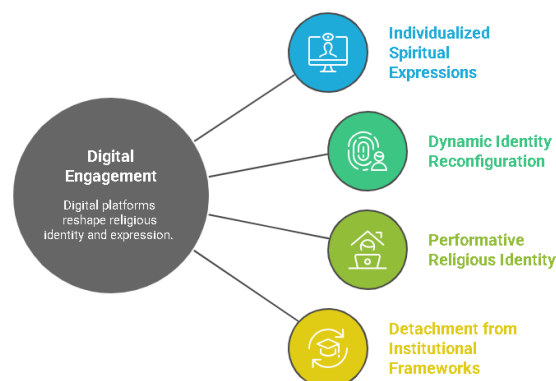 Digital
Engagement
Digital platforms
reshape religious
identity and expression.
Individualized
Spiritual
Expressions
Dynamic Identity
Reconfiguration
Performative
Religious Identity
Detachment from
Institutional
Frameworks